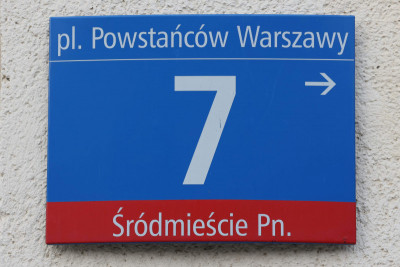 pl. Powstańców Warszawy
7 →
Śródmieście Pn.